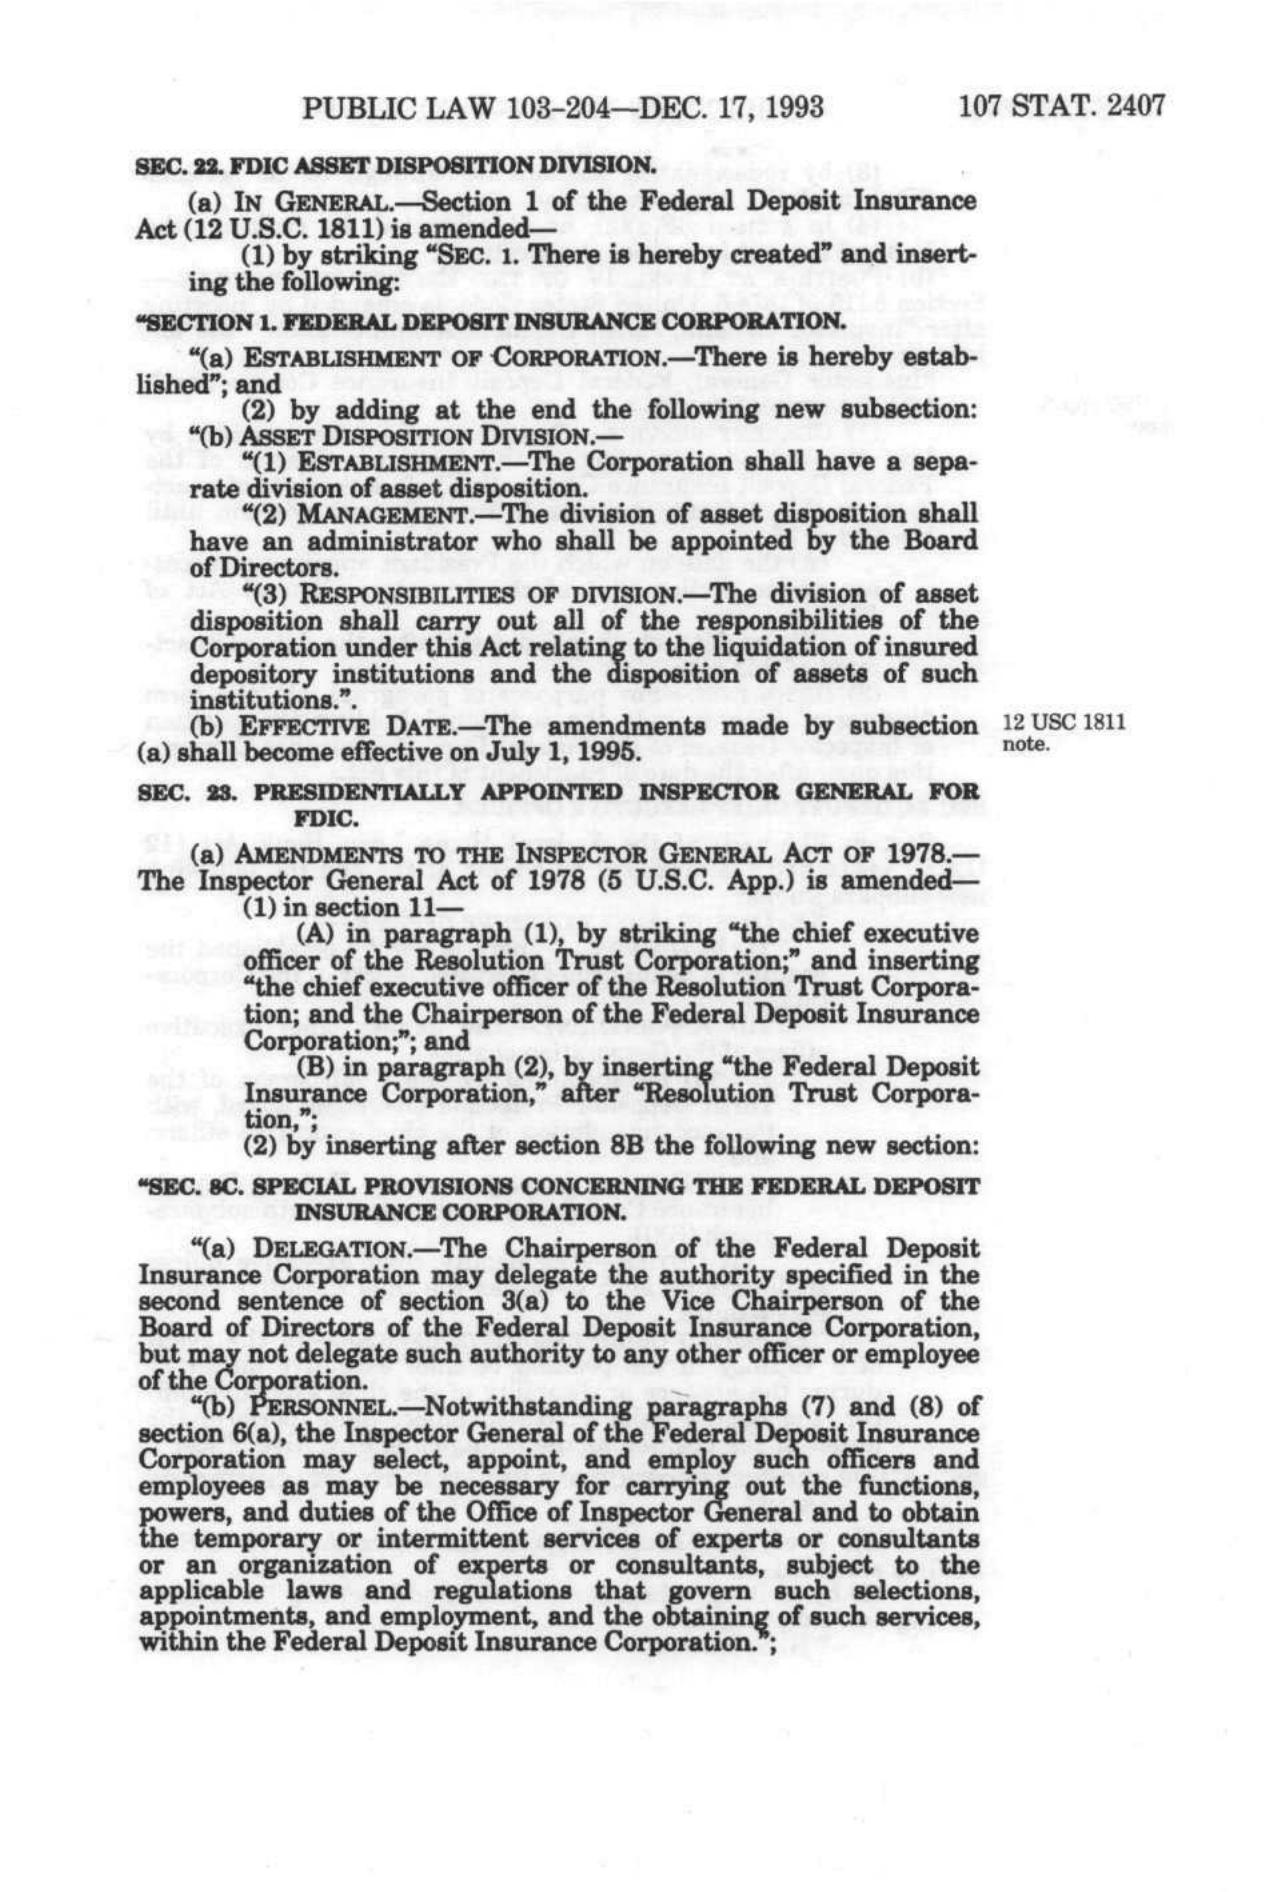 PUBLIC LAW 103–204—DEC. 17, 1993 107 STAT. 2407
SEC. 22. FDIC ASSET DISPOSITION DIVISION.
(a) IN GENERAL.—Section 1 of the Federal Deposit Insurance
Act (12 U.S.C. 1811) is amended—
(1) by striking “SEC. 1. There is hereby created” and insert-
ing the following:
“SECTION 1. FEDERAL DEPOSIT INSURANCE CORPORATION.
“(a) ESTABLISHMENT OF CORPORATION.—There is hereby estab-
lished”; and
(2) by adding at the end the following new subsection:
“(b) ASSET DISPOSITION DIVISION.—
“(1) ESTABLISHMENT.—The Corporation shall have a sepa-
rate division of asset disposition.
“(2) MANAGEMENT.—The division of asset disposition shall
have an administrator who shall be appointed by the Board
of Directors.
“(3) RESPONSIBILITIES OF DIVISION.—The division of asset
disposition shall carry out all of the responsibilities of the
Corporation under this Act relating to the liquidation of insured
depository institutions and the disposition of assets of such
institutions.”.
(b) EFFECTIVE DATE.—The amendments made by subsection
(a) shall become effective on July 1, 1995.
12 USC 1811
note.
SEC. 23. PRESIDENTIALLY APPOINTED INSPECTOR GENERAL FOR
FDIC.
(a) AMENDMENTS TO THE INSPECTOR GENERAL ACT OF 1978.—
The Inspector General Act of 1978 (5 U.S.C. App.) is amended—
(1) in section 11—
(A) in paragraph (1), by striking “the chief executive
officer of the Resolution Trust Corporation;” and inserting
“the chief executive officer of the Resolution Trust Corpora-
tion; and the Chairperson of the Federal Deposit Insurance
Corporation;”; and
(B) in paragraph (2), by inserting “the Federal Deposit
Insurance Corporation,” after “Resolution Trust Corpora-
tion,”;
(2) by inserting after section 8B the following new section:
“SEC. 8C. SPECIAL PROVISIONS CONCERNING THE FEDERAL DEPOSIT
INSURANCE CORPORATION.
“(a) DELEGATION.—The Chairperson of the Federal Deposit
Insurance Corporation may delegate the authority specified in the
second sentence of section 3(a) to the Vice Chairperson of the
Board of Directors of the Federal Deposit Insurance Corporation,
but may not delegate such authority to any other officer or employee
of the Corporation.
“(b) PERSONNEL.—Notwithstanding paragraphs (7) and (8) of
section 6(a), the Inspector General of the Federal Deposit Insurance
Corporation may select, appoint, and employ such officers and
employees as may be necessary for carrying out the functions,
powers, and duties of the Office of Inspector General and to obtain
the temporary or intermittent services of experts or consultants
or an organization of experts or consultants, subject to the
applicable laws and regulations that govern such selections,
appointments, and employment, and the obtaining of such services,
within the Federal Deposit Insurance Corporation.”;